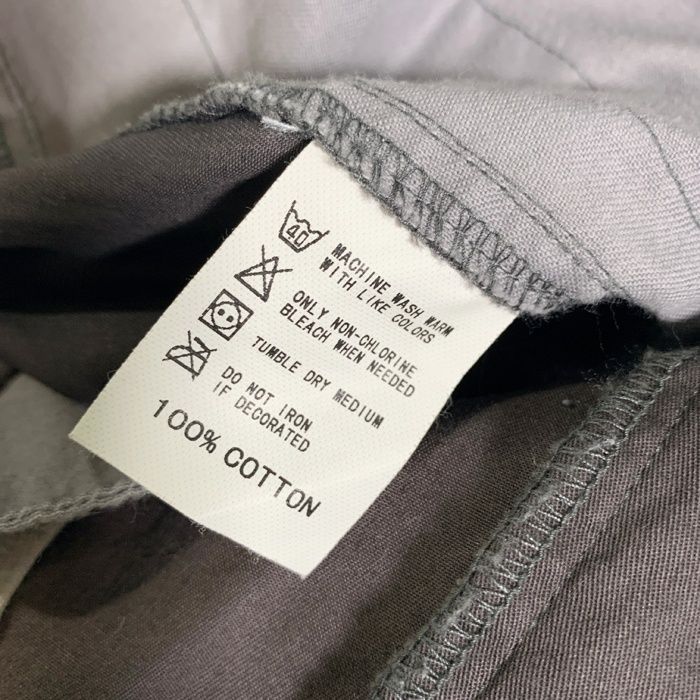 40
MACHINE WASH WARM
WITH LIKE COLORS
ONLY NON-CHLORINE
BLEACH WHEN NEEDED
TUMBLE DRY MEDIUM
DO NOT IRON
IF DECORATED
100% COTTON